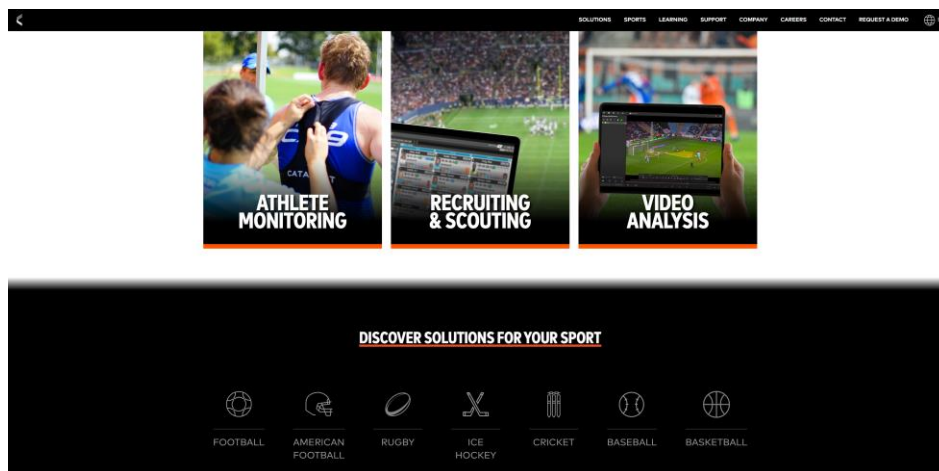 SOLUTIONS SPORTS LEARNING SUPPORT COMPANY CAREERS CONTACT REQUEST A DEMO
CATAPULT
ATHLETE
MONITORING
RECRUITING
& SCOUTING
VIDEO
ANALYSIS
DISCOVER SOLUTIONS FOR YOUR SPORT
FOOTBALL
AMERICAN
FOOTBALL
RUGBY
ICE
HOCKEY
CRICKET
BASEBALL
BASKETBALL